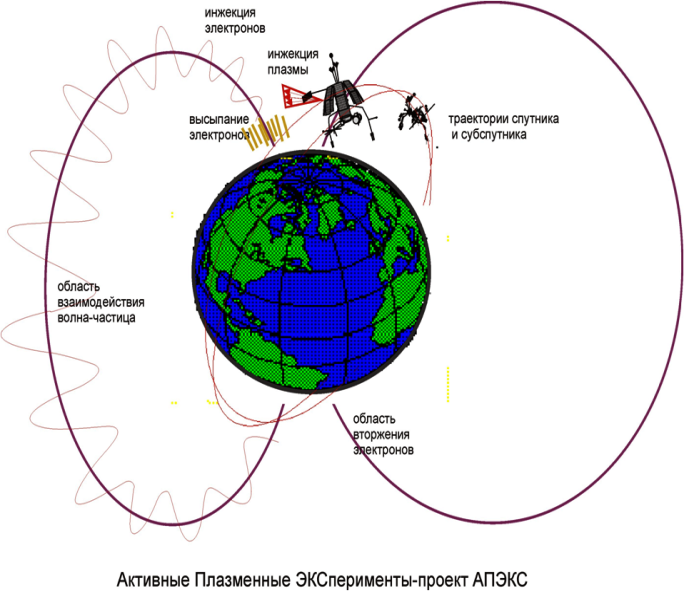 инжекция
электронов
инжекция
плазмы
высыпание
электронов
траектории спутника
и субспутника
область
взаимодействия
волна-частица
область
вторжения
электронов
Активные Плазменные ЭКСперименты-проект АПЭКС